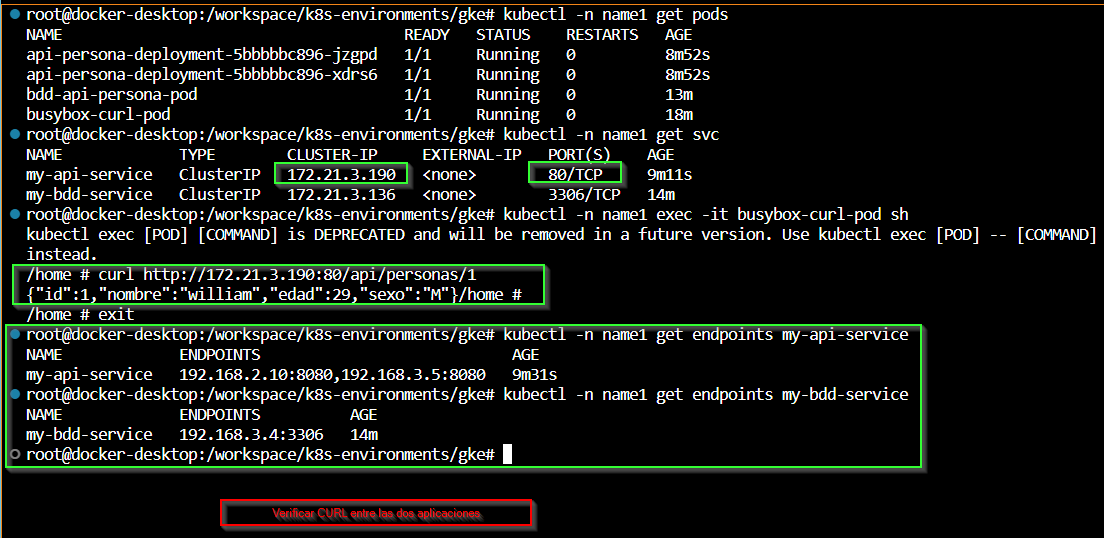 root@docker-desktop:/workspace/k8s-environments/gke# kubectl -n name1 get pods
NAME READY STATUS RESTARTS AGE
api-persona-deployment-5bbbbbc896-jzgpd 1/1 Running 0 8m52s
api-persona-deployment-5bbbbbc896-xdrs6 1/1 Running 0 8m52s
bdd-api-persona-pod 1/1 Running 0 13m
busybox-curl-pod 1/1 Running 0 18m
root@docker-desktop:/workspace/k8s-environments/gke# kubectl -n name1 get svc
NAME TYPE CLUSTER-IP EXTERNAL-IP PORT(S) AGE
my-api-service ClusterIP 172.21.3.190 <none> 80/TCP 9m11s
my-bdd-service ClusterIP 172.21.3.136 <none> 3306/TCP 14m
root@docker-desktop:/workspace/k8s-environments/gke# kubectl -n name1 exec -it busybox-curl-pod sh
kubectl exec [POD] [COMMAND] is DEPRECATED and will be removed in a future version. Use kubectl exec [POD] -- [COMMAND]
instead.
/home # curl http://172.21.3.190:80/api/personas/1
{"id":1,"nombre":"william","edad":29,"sexo":"M"}/home #
/home # exit
root@docker-desktop:/workspace/k8s-environments/gke# kubectl -n name1 get endpoints my-api-service
NAME ENDPOINTS AGE
my-api-service 192.168.2.10:8080,192.168.3.5:8080 9m31s
root@docker-desktop:/workspace/k8s-environments/gke# kubectl -n name1 get endpoints my-bdd-service
NAME ENDPOINTS AGE
my-bdd-service 192.168.3.4:3306 14m
root@docker-desktop:/workspace/k8s-environments/gke#
Verificar CURL entre las dos aplicaciones